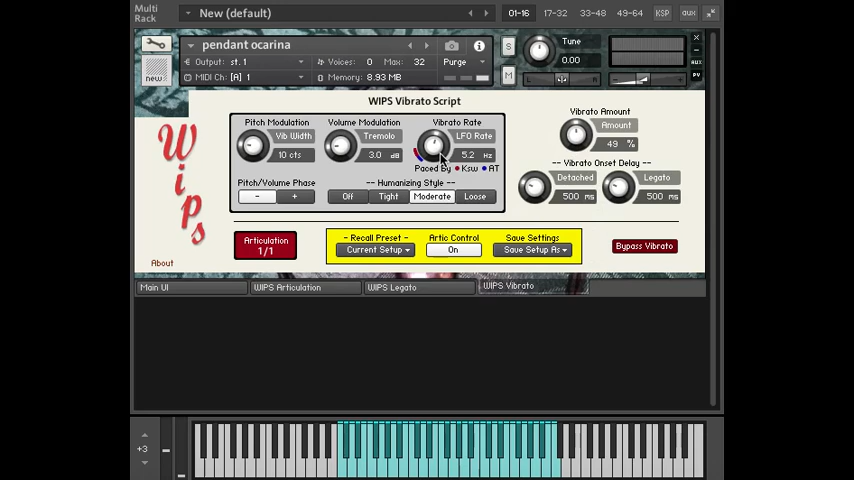 Multi
Rack
New (default)
01-16 17-32 33-48 49-64 KSP aux
pendant ocarina
Output: st. 1 Voices: 0 Max: 32 Purge
MIDI Ch: [A] 1 Memory: 8.93 MB
new...
S
M
Tune
0.00
L R
AUX
PV
WIPS Vibrato Script
Wips
About
Pitch Modulation Volume Modulation Vibrato Rate
Vib Width Tremolo LFO Rate
10 cts 3.0 dB 5.2 Hz
Paced By Ksw AT
Pitch/Volume Phase -- Humanizing Style --
- + Off Tight Moderate Loose
Vibrato Amount
Amount
49 %
-- Vibrato Onset Delay --
Detached Legato
500 ms 500 ms
Articulation
1/1
- Recall Preset - Artic Control Save Settings
Current Setup On Save Setup As
Bypass Vibrato
Main UI WIPS Articulation WIPS Legato WIPS Vibrato
+3